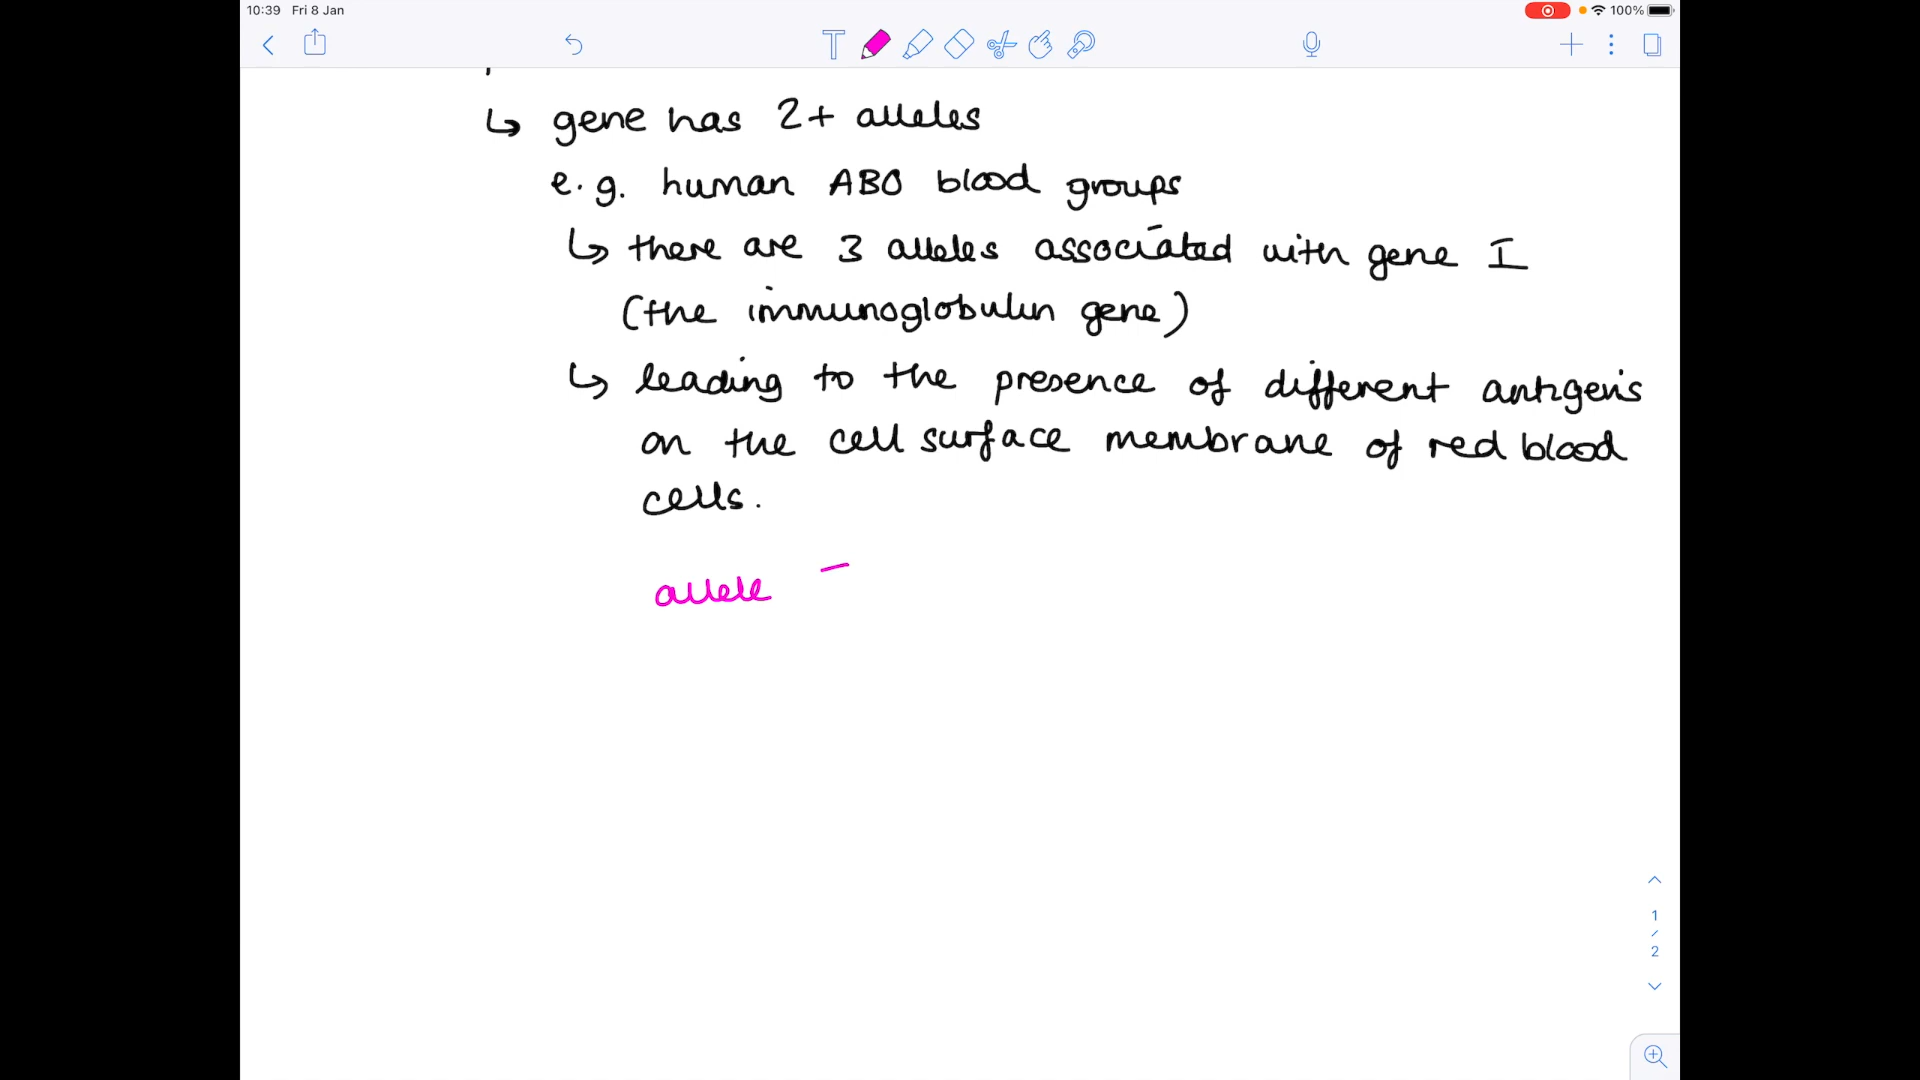 10:39 Fri 8 Jan
100%
T
↳ gene has 2+ alleles
e.g. human ABO blood groups
↳ there are 3 alleles associated with gene I
(the immunoglobulin gene)
↳ leading to the presence of different antigens
on the cell surface membrane of red blood
cells.
allele
1
/
2